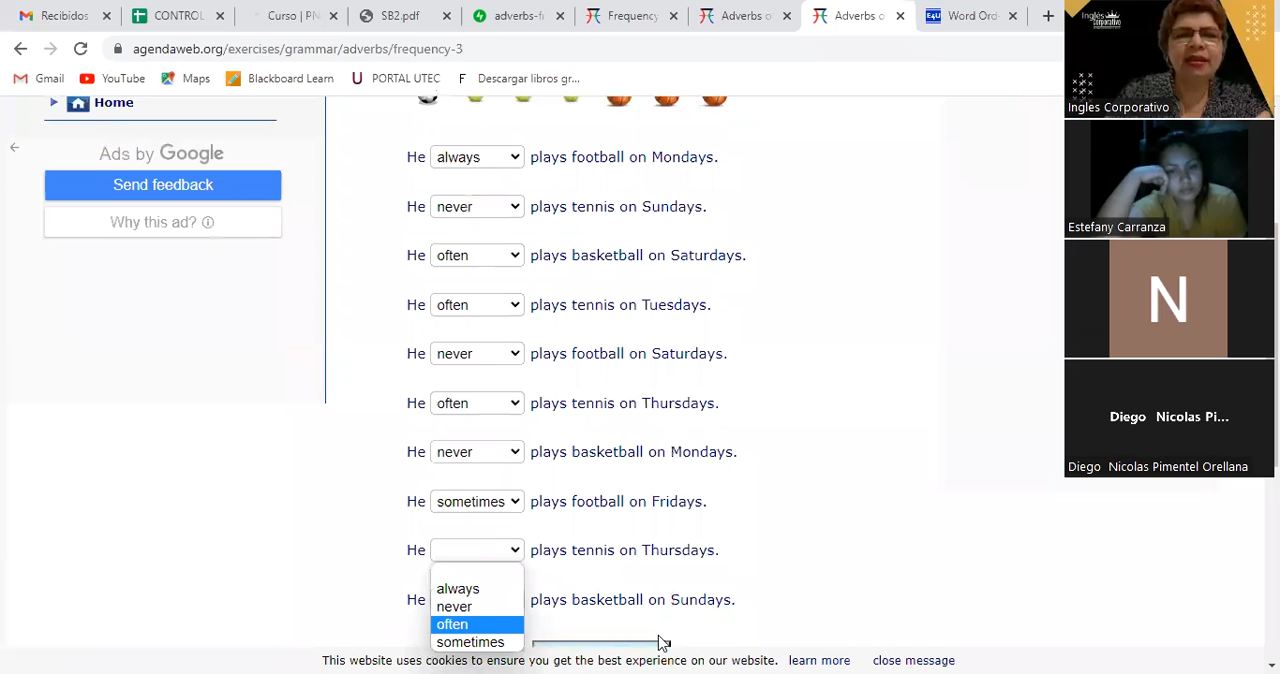 Recibidos CONTROL Curso | PN SB2.pdf adverbs-f Frequency Adverbs o Adverbs o Word Ord
agendaweb.org/exercises/grammar/adverbs/frequency-3
Gmail YouTube Maps Blackboard Learn PORTAL UTEC Descargar libros gr...
Home
Ads by Google
Send feedback
Why this ad?
He always plays football on Mondays.
He never plays tennis on Sundays.
He often plays basketball on Saturdays.
He often plays tennis on Tuesdays.
He never plays football on Saturdays.
He often plays tennis on Thursdays.
He never plays basketball on Mondays.
He sometimes plays football on Fridays.
He plays tennis on Thursdays.
always
never
often
sometimes
He plays basketball on Sundays.
This website uses cookies to ensure you get the best experience on our website. learn more close message
Inglés
corporativo
Ingles Corporativo
Estefany Carranza
N
Diego Nicolas Pi...
Diego Nicolas Pimentel Orellana